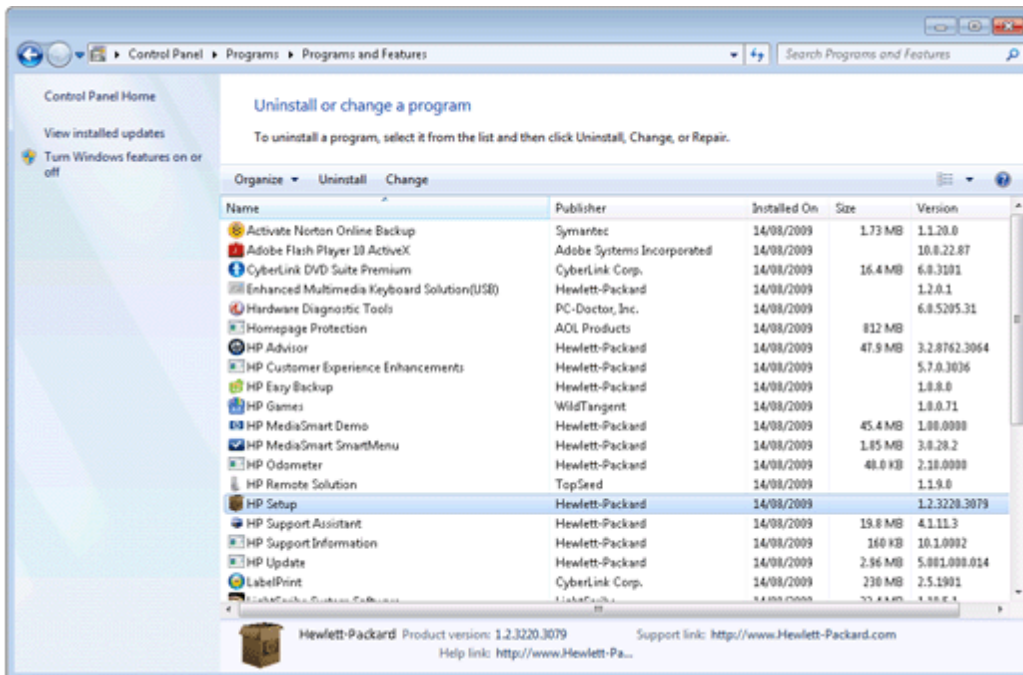 Control Panel ▸ Programs ▸ Programs and Features
Search Programs and Features
Control Panel Home
View installed updates
Turn Windows features on or
off
Uninstall or change a program
To uninstall a program, select it from the list and then click Uninstall, Change, or Repair.
Organize Uninstall Change
Name Publisher Installed On Size Version
Activate Norton Online Backup Symantec 14/08/2009 1.73 MB 1.1.20.0
Adobe Flash Player 10 ActiveX Adobe Systems Incorporated 14/08/2009 10.0.22.87
CyberLink DVD Suite Premium CyberLink Corp. 14/08/2009 16.4 MB 6.0.3101
Enhanced Multimedia Keyboard Solution(USB) Hewlett-Packard 14/08/2009 1.2.0.1
Hardware Diagnostic Tools PC-Doctor, Inc. 14/08/2009 6.0.5205.31
Homepage Protection AOL Products 14/08/2009 812 MB
HP Advisor Hewlett-Packard 14/08/2009 47.9 MB 3.2.8762.3064
HP Customer Experience Enhancements Hewlett-Packard 14/08/2009 5.7.0.3036
HP Easy Backup Hewlett-Packard 14/08/2009 1.0.8.0
HP Games WildTangent 14/08/2009 1.0.0.71
HP MediaSmart Demo Hewlett-Packard 14/08/2009 45.4 MB 1.00.0000
HP MediaSmart SmartMenu Hewlett-Packard 14/08/2009 1.85 MB 3.0.28.2
HP Odometer Hewlett-Packard 14/08/2009 48.0 KB 2.10.0000
HP Remote Solution TopSeed 14/08/2009 1.1.9.0
HP Setup Hewlett-Packard 14/08/2009 1.2.3220.3079
HP Support Assistant Hewlett-Packard 14/08/2009 19.8 MB 4.1.11.3
HP Support Information Hewlett-Packard 14/08/2009 160 KB 10.1.0002
HP Update Hewlett-Packard 14/08/2009 2.96 MB 5.001.000.014
LabelPrint CyberLink Corp. 14/08/2009 230 MB 2.5.1901
Hewlett-Packard Product version: 1.2.3220.3079 Support link: http://www.Hewlett-Packard.com
Help link: http://www.Hewlett-Pa...